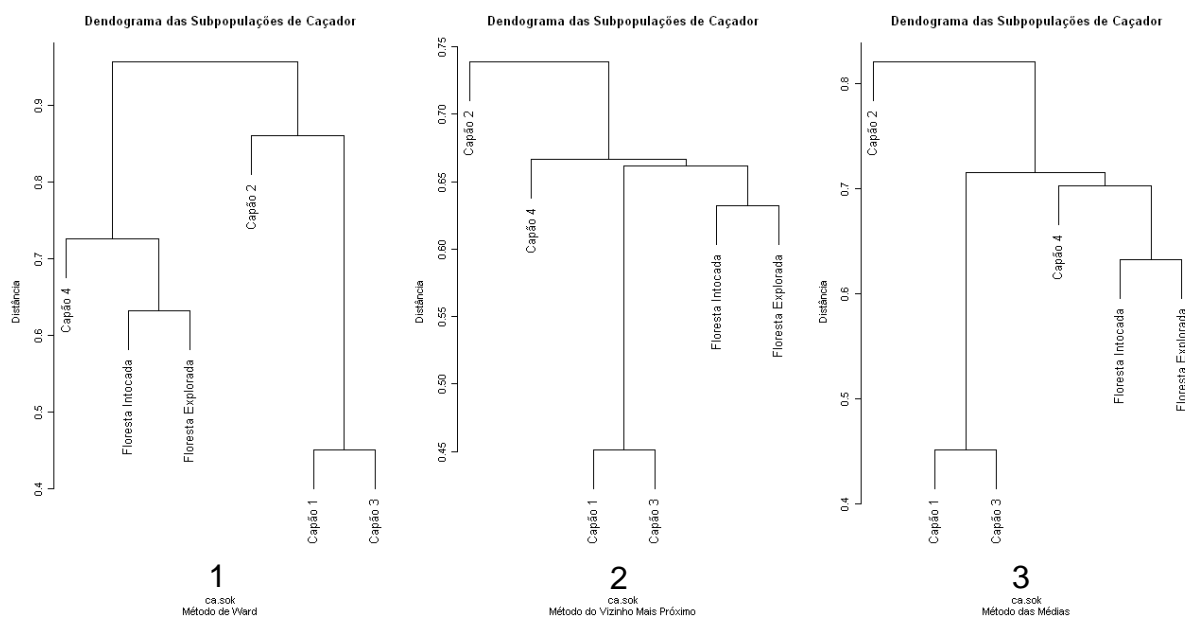 Dendograma das Subpopulações de Caçador
Distância
0.9
0.8
0.7
0.6
0.5
0.4
Capão 4
Floresta Intocada
Floresta Explorada
Capão 2
Capão 1
Capão 3
1
ca.sok
Método de Ward
Dendograma das Subpopulações de Caçador
Distância
0.75
0.70
0.65
0.60
0.55
0.50
0.45
Capão 2
Capão 4
Capão 1
Capão 3
Floresta Intocada
Floresta Explorada
2
ca.sok
Método do Vizinho Mais Próximo
Dendograma das Subpopulações de Caçador
Distância
0.8
0.7
0.6
0.5
0.4
Capão 2
Capão 1
Capão 3
Capão 4
Floresta Intocada
Floresta Explorada
3
ca.sok
Método das Médias